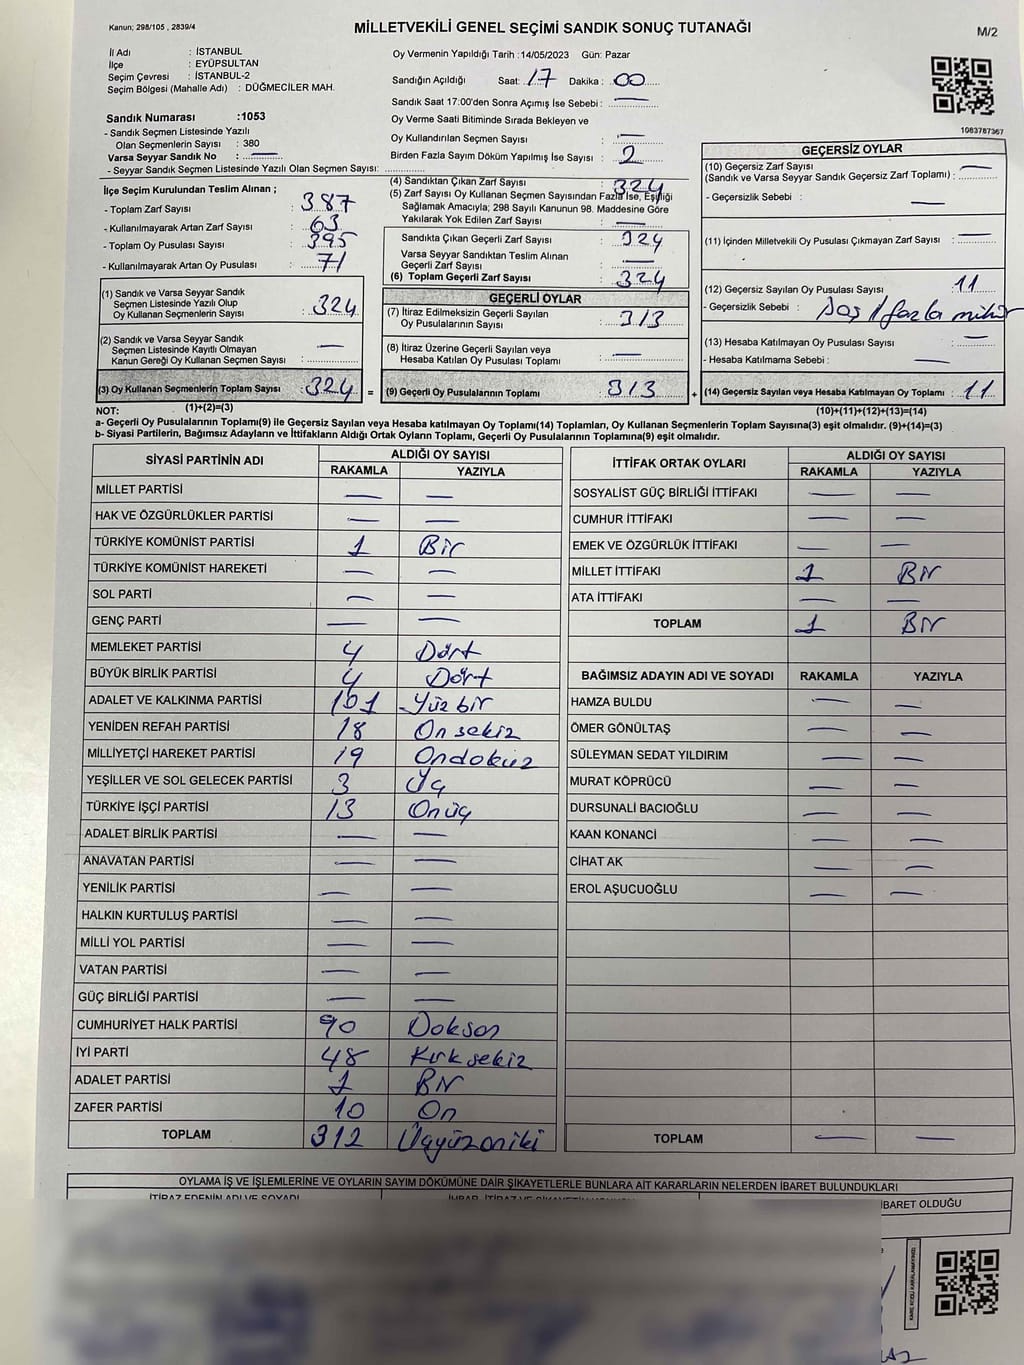 Kanun; 298/105 , 2839/4
MİLLETVEKİLİ GENEL SEÇİMİ SANDIK SONUÇ TUTANAĞI
M/2
İl Adı : İSTANBUL
İlçe : EYÜPSULTAN
Seçim Çevresi : İSTANBUL-2
Seçim Bölgesi (Mahalle Adı) : DÜĞMECİLER MAH.
Sandık Numarası :1053
- Sandık Seçmen Listesinde Yazılı
Olan Seçmenlerin Sayısı : 380
Varsa Seyyar Sandık No : —
- Seyyar Sandık Seçmen Listesinde Yazılı Olan Seçmen Sayısı:
Oy Vermenin Yapıldığı Tarih :14/05/2023 Gün: Pazar
Sandığın Açıldığı Saat: 17 Dakika : 00
Sandık Saat 17:00'den Sonra Açımış İse Sebebi : —
Oy Verme Saati Bitiminde Sırada Bekleyen ve
Oy Kullandırılan Seçmen Sayısı : —
Birden Fazla Sayım Döküm Yapılmış İse Sayısı : 2
1083787367
İlçe Seçim Kurulundan Teslim Alınan ;
- Toplam Zarf Sayısı : 387
- Kullanılmayarak Artan Zarf Sayısı : 63
- Toplam Oy Pusulası Sayısı : 395
- Kullanılmayarak Artan Oy Pusulası : 71
(4) Sandıktan Çıkan Zarf Sayısı : 324
(5) Zarf Sayısı Oy Kullanan Seçmen Sayısından Fazla İse, Eşitliği
Sağlamak Amacıyla; 298 Sayılı Kanunun 98. Maddesine Göre
Yakılarak Yok Edilen Zarf Sayısı : —
Sandıkta Çıkan Geçerli Zarf Sayısı : 324
Varsa Seyyar Sandıktan Teslim Alınan
Geçerli Zarf Sayısı : —
(6) Toplam Geçerli Zarf Sayısı : 324
GEÇERSİZ OYLAR
(10) Geçersiz Zarf Sayısı
(Sandık ve Varsa Seyyar Sandık Geçersiz Zarf Toplamı) : —
- Geçersizlik Sebebi : —
(11) İçinden Milletvekili Oy Pusulası Çıkmayan Zarf Sayısı : —
(12) Geçersiz Sayılan Oy Pusulası Sayısı : 11
- Geçersizlik Sebebi : fazla mühür
(13) Hesaba Katılmayan Oy Pusulası Sayısı : —
- Hesaba Katılmama Sebebi : —
(14) Geçersiz Sayılan veya Hesaba Katılmayan Oy Toplamı : 11
(10)+(11)+(12)+(13)=(14)
(1) Sandık ve Varsa Seyyar Sandık
Seçmen Listesinde Yazılı Olup
Oy Kullanan Seçmenlerin Sayısı : 324
(2) Sandık ve Varsa Seyyar Sandık
Seçmen Listesinde Kayıtlı Olmayan
Kanun Gereği Oy Kullanan Seçmen Sayısı : —
(3) Oy Kullanan Seçmenlerin Toplam Sayısı : 324 =
(1)+(2)=(3)
GEÇERLİ OYLAR
(7) İtiraz Edilmeksizin Geçerli Sayılan
Oy Pusulalarının Sayısı : 313
(8) İtiraz Üzerine Geçerli Sayılan veya
Hesaba Katılan Oy Pusulası Toplamı : —
(9) Geçerli Oy Pusulalarının Toplamı : 313 +
NOT:
a- Geçerli Oy Pusulalarının Toplamı(9) ile Geçersiz Sayılan veya Hesaba katılmayan Oy Toplamı(14) Toplamları, Oy Kullanan Seçmenlerin Toplam Sayısına(3) eşit olmalıdır. (9)+(14)=(3)
b- Siyasi Partilerin, Bağımsız Adayların ve İttifakların Aldığı Ortak Oyların Toplamı, Geçerli Oy Pusulalarının Toplamına(9) eşit olmalıdır.
SİYASİ PARTİNİN ADI ALDIĞI OY SAYISI
RAKAMLA YAZIYLA
MİLLET PARTİSİ — —
HAK VE ÖZGÜRLÜKLER PARTİSİ — —
TÜRKİYE KOMÜNİST PARTİSİ 1 Bir
TÜRKİYE KOMÜNİST HAREKETİ — —
SOL PARTİ — —
GENÇ PARTİ — —
MEMLEKET PARTİSİ 4 Dört
BÜYÜK BİRLİK PARTİSİ 4 Dört
ADALET VE KALKINMA PARTİSİ 101 Yüz bir
YENİDEN REFAH PARTİSİ 18 On sekiz
MİLLİYETÇİ HAREKET PARTİSİ 19 Ondokuz
YEŞİLLER VE SOL GELECEK PARTİSİ 3 Üç
TÜRKİYE İŞÇİ PARTİSİ 13 Onüç
ADALET BİRLİK PARTİSİ — —
ANAVATAN PARTİSİ — —
YENİLİK PARTİSİ — —
HALKIN KURTULUŞ PARTİSİ — —
MİLLİ YOL PARTİSİ — —
VATAN PARTİSİ — —
GÜÇ BİRLİĞİ PARTİSİ — —
CUMHURİYET HALK PARTİSİ 90 Doksan
İYİ PARTİ 48 Kırk sekiz
ADALET PARTİSİ 1 Bir
ZAFER PARTİSİ 10 On
TOPLAM 312 Üçyüzoniki
İTTİFAK ORTAK OYLARI ALDIĞI OY SAYISI
RAKAMLA YAZIYLA
SOSYALİST GÜÇ BİRLİĞİ İTTİFAKI — —
CUMHUR İTTİFAKI — —
EMEK VE ÖZGÜRLÜK İTTİFAKI — —
MİLLET İTTİFAKI 1 Bir
ATA İTTİFAKI — —
TOPLAM 1 Bir
BAĞIMSIZ ADAYIN ADI VE SOYADI RAKAMLA YAZIYLA
HAMZA BULDU — —
ÖMER GÖNÜLTAŞ — —
SÜLEYMAN SEDAT YILDIRIM — —
MURAT KÖPRÜCÜ — —
DURSUNALİ BACIOĞLU — —
KAAN KONANCİ — —
CİHAT AK — —
EROL AŞUCUOĞLU — —
TOPLAM — —
OYLAMA İŞ VE İŞLEMLERİNE VE OYLARIN SAYIM DÖKÜMÜNE DAİR ŞİKAYETLERLE BUNLARA AİT KARARLARIN NELERDEN İBARET BULUNDUKLARI
İTİRAZ EDENİN ADI VE SOYADI
İBARET OLDUĞU